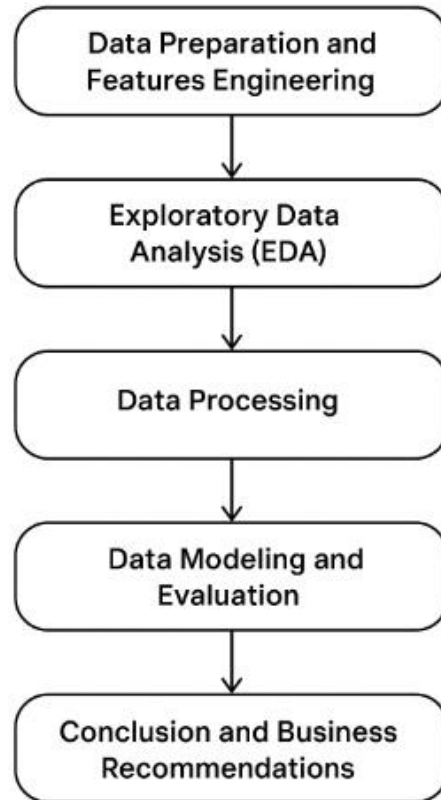 Data Preparation and
Features Engineering
Exploratory Data
Analysis (EDA)
Data Processing
Data Modeling and
Evaluation
Conclusion and Business
Recommendations